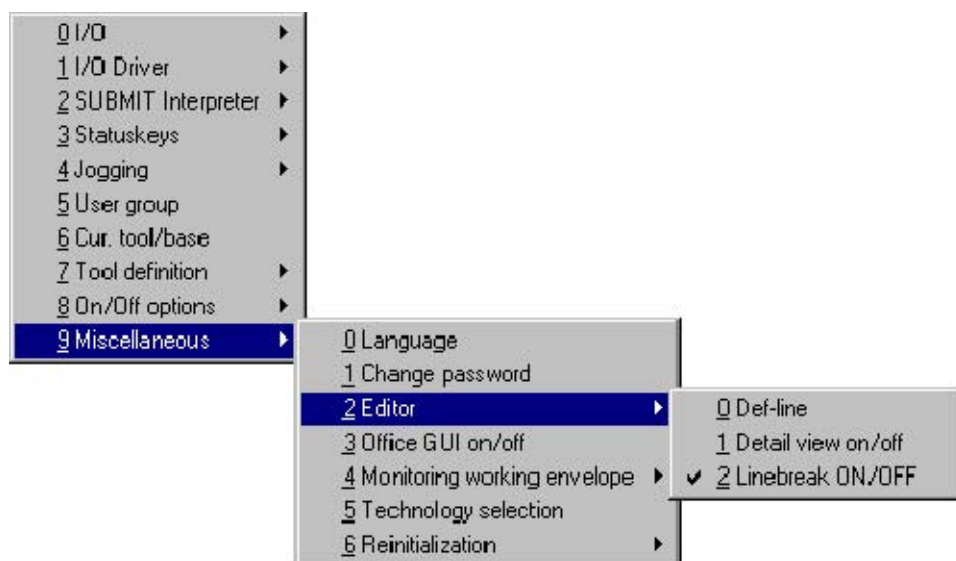 0 I/O
1 I/O Driver
2 SUBMIT Interpreter
3 Statuskeys
4 Jogging
5 User group
6 Cur. tool/base
7 Tool definition
8 On/Off options
9 Miscellaneous
0 Language
1 Change password
2 Editor
3 Office GUI on/off
4 Monitoring working envelope
5 Technology selection
6 Reinitialization
0 Def-line
1 Detail view on/off
2 Linebreak ON/OFF